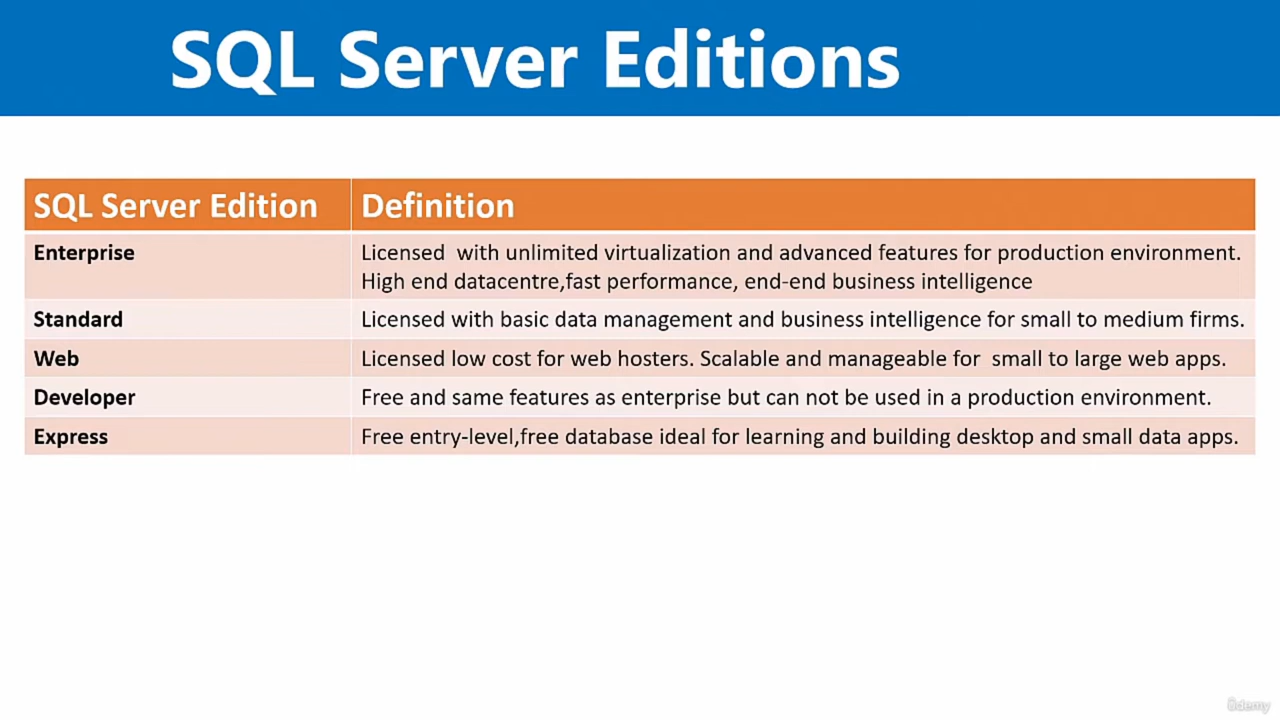 SQL Server Editions
SQL Server Edition Definition
Enterprise Licensed with unlimited virtualization and advanced features for production environment.
High end datacentre,fast performance, end-end business intelligence
Standard Licensed with basic data management and business intelligence for small to medium firms.
Web Licensed low cost for web hosters. Scalable and manageable for small to large web apps.
Developer Free and same features as enterprise but can not be used in a production environment.
Express Free entry-level,free database ideal for learning and building desktop and small data apps.
ûdemy